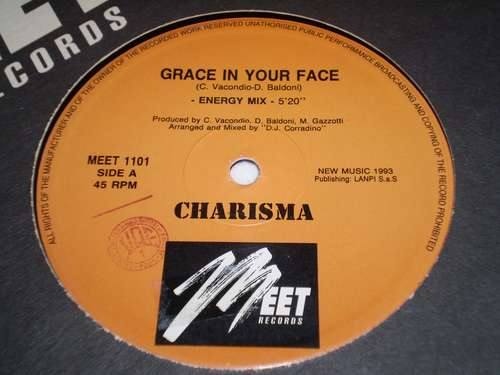 EET
RECORDS
ALL RIGHTS OF THE MANUFACTURER AND OF THE OWNER OF THE RECORDED WORK RESERVED UNAUTHORISED PUBLIC PERFORMANCE BROADCASTING AND COPYING OF THE RECORD PROHIBITED
GRACE IN YOUR FACE
(C. Vacondio-D. Baldoni)
- ENERGY MIX - 5'20"
Produced by C. Vacondio, D. Baldoni, M. Gazzotti
Arranged and Mixed by "D.J. Corradino"
MEET 1101
SIDE A
45 RPM
NEW MUSIC 1993
Publishing: LANPI S.a.S
CHARISMA
MEET
RECORDS